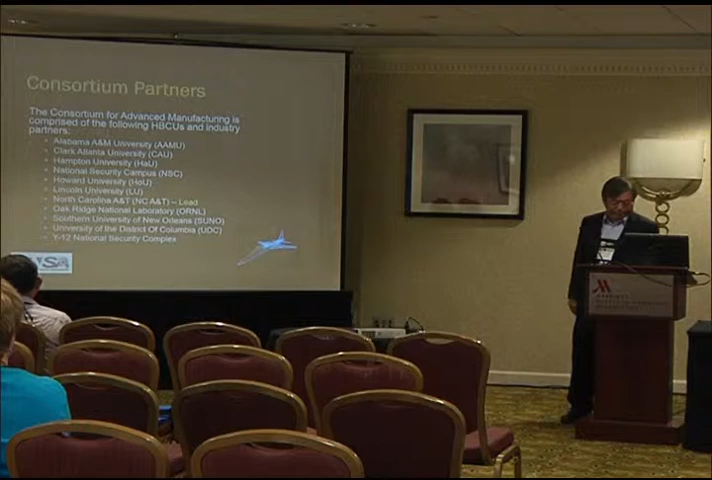 Consortium Partners
The Consortium for Advanced Manufacturing is
comprised of the following HBCUs and industry
partners:
• Alabama A&M University (AAMU)
• Clark Atlanta University (CAU)
• Hampton University (HaU)
• National Security Campus (NSC)
• Howard University (HoU)
• Lincoln University (LU)
• North Carolina A&T (NC A&T) – Lead
• Oak Ridge National Laboratory (ORNL)
• Southern University of New Orleans (SUNO)
• University of the District Of Columbia (UDC)
• Y-12 National Security Complex
MARRIOTT